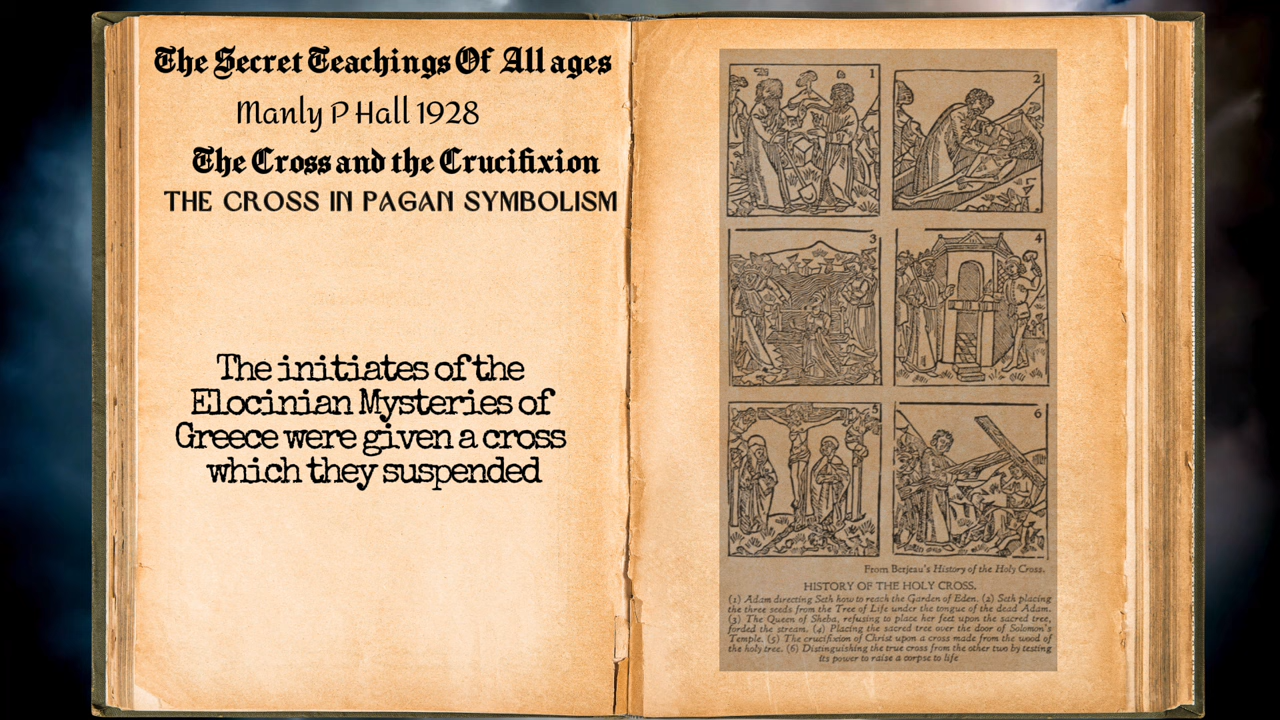 The Secret Teachings Of All ages
Manly P Hall 1928
The Cross and the Crucifixion
THE CROSS IN PAGAN SYMBOLISM
The initiates of the
Elocinian Mysteries of
Greece were given a cross
which they suspended
1
2
3
4
5
6
From Berjeau's History of the Holy Cross.
HISTORY OF THE HOLY CROSS.
(1) Adam directing Seth how to reach the Garden of Eden. (2) Seth placing
the three seeds from the Tree of Life under the tongue of the dead Adam.
(3) The Queen of Sheba, refusing to place her feet upon the sacred tree,
forded the stream. (4) Placing the sacred tree over the door of Solomon's
Temple. (5) The crucifixion of Christ upon a cross made from the wood of
the holy tree. (6) Distinguishing the true cross from the other two by testing
its power to raise a corpse to life